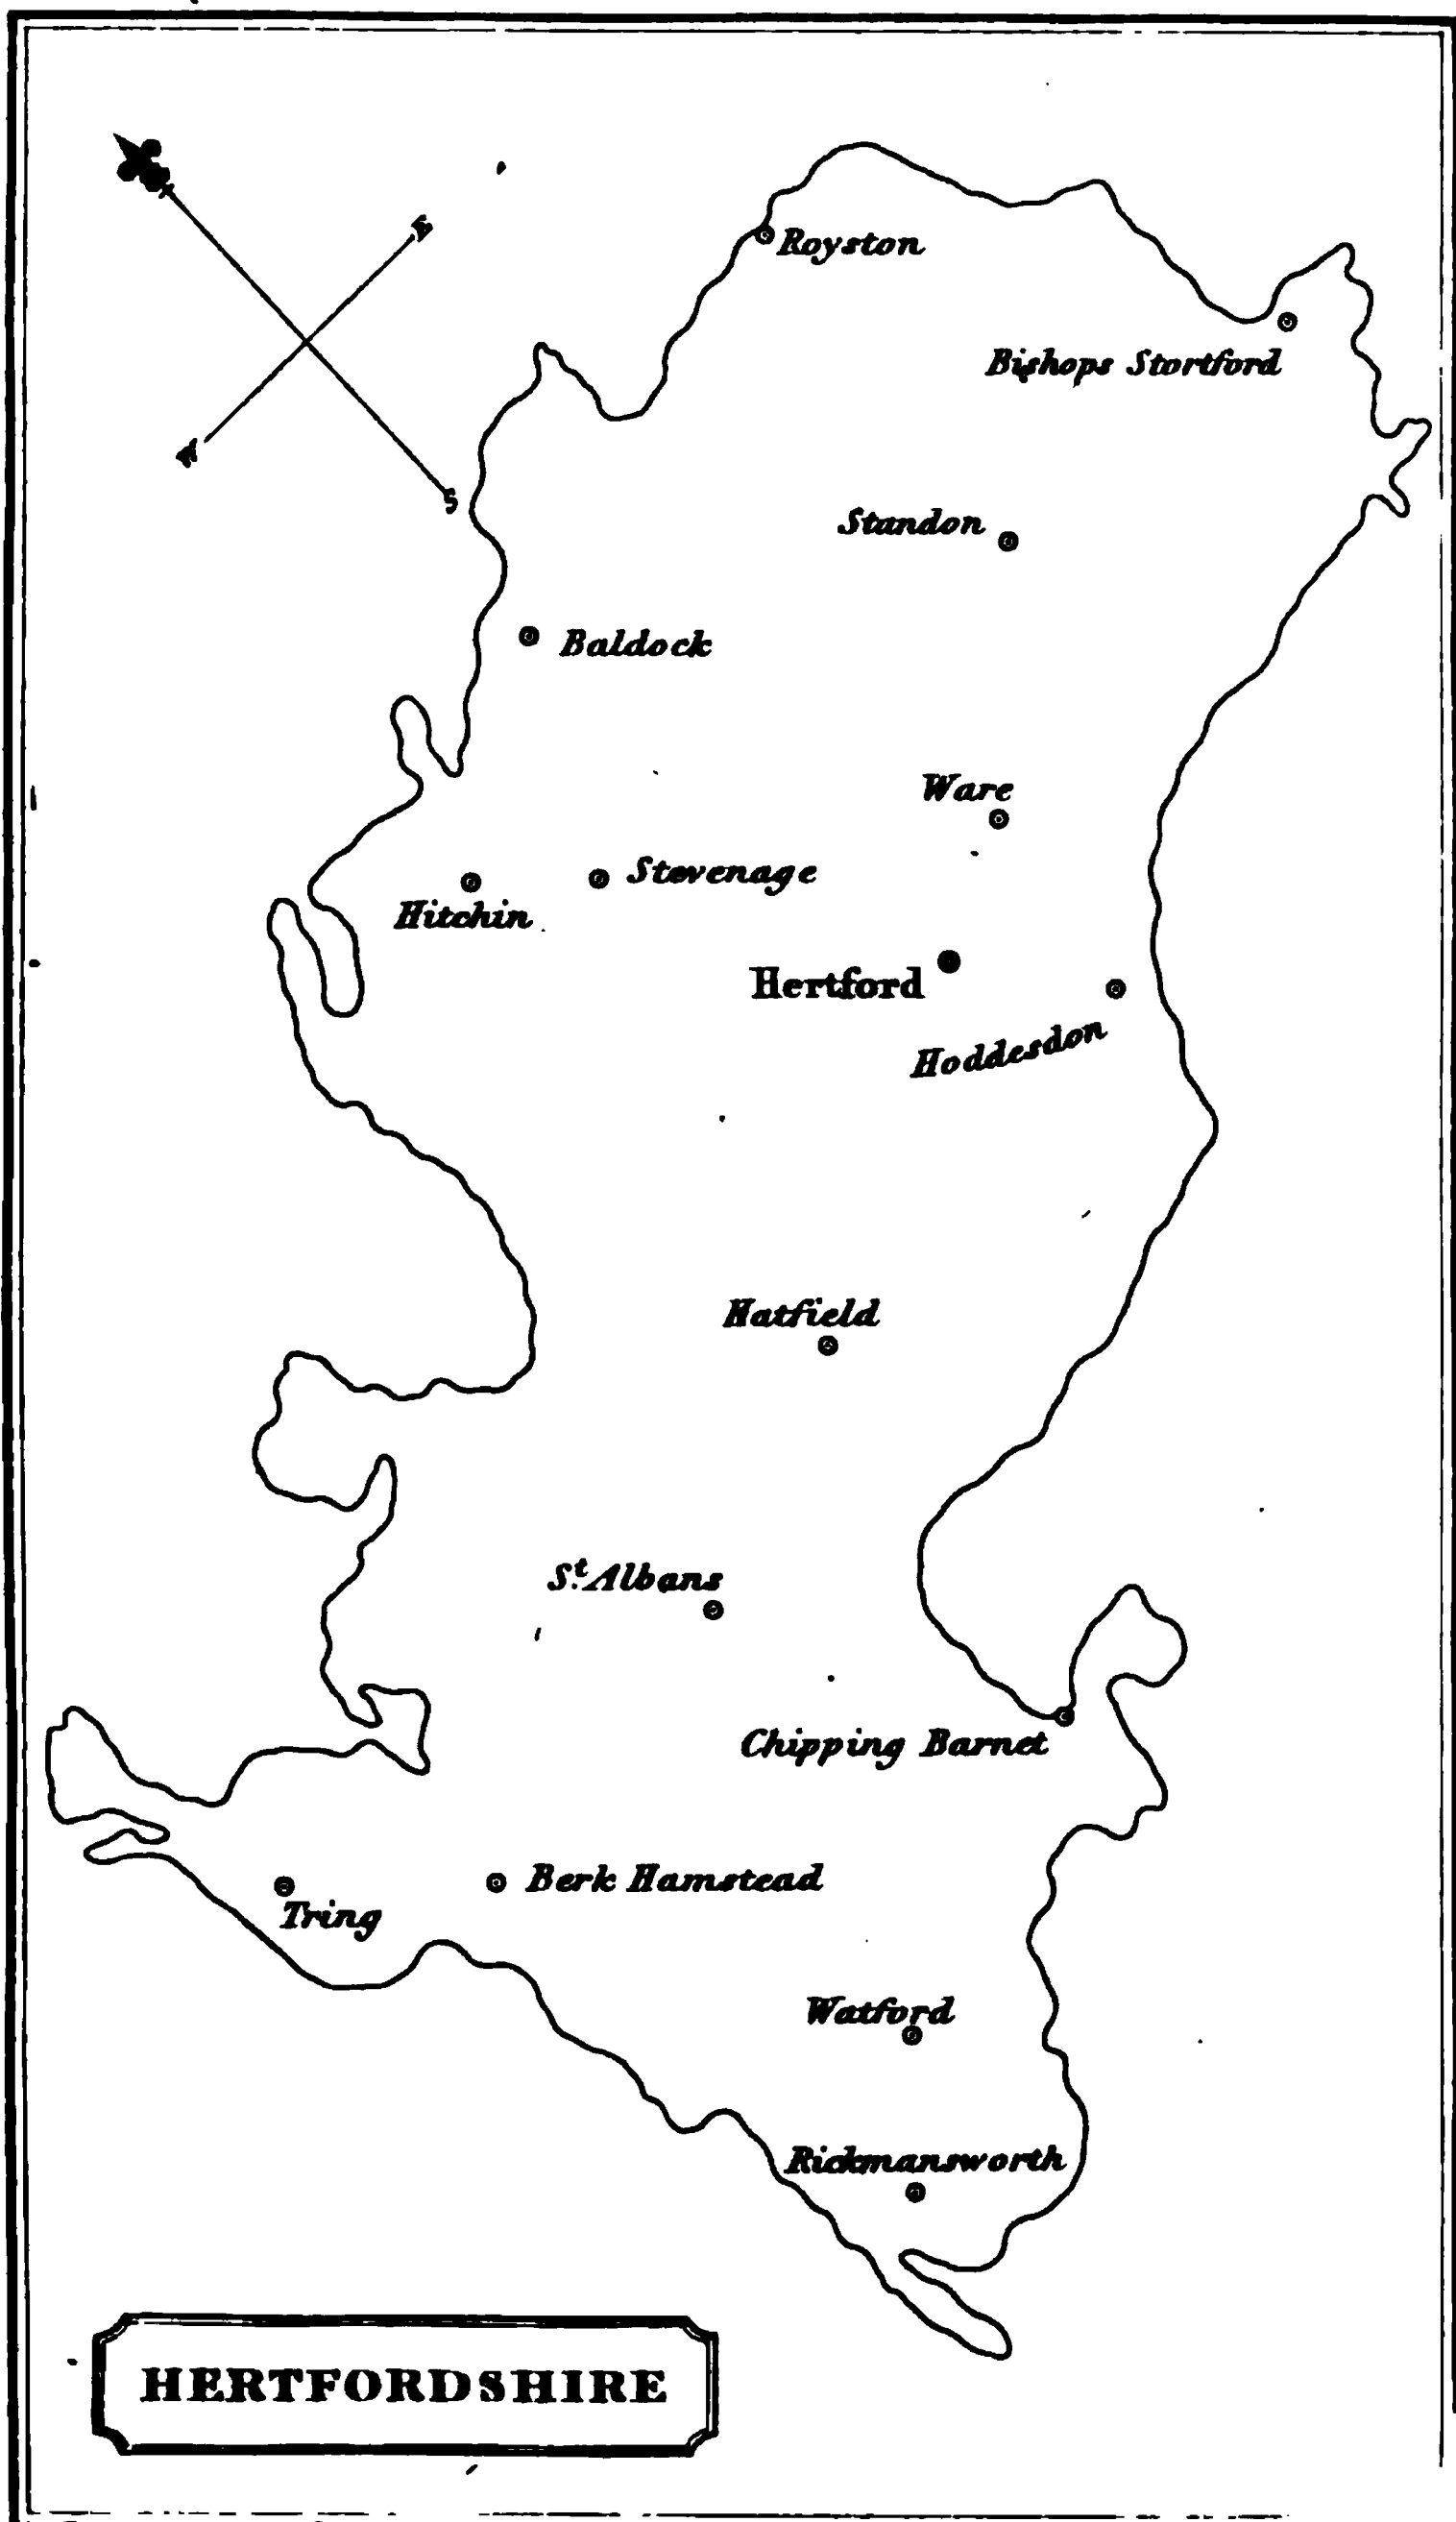 N
E
W
S
Royston
Bishops Stortford
Standon
Baldock
Ware
Stevenage
Hitchin
Hertford
Hoddesdon
Hatfield
St. Albans
Chipping Barnet
Berk Hamstead
Tring
Watford
Rickmansworth
HERTFORDSHIRE